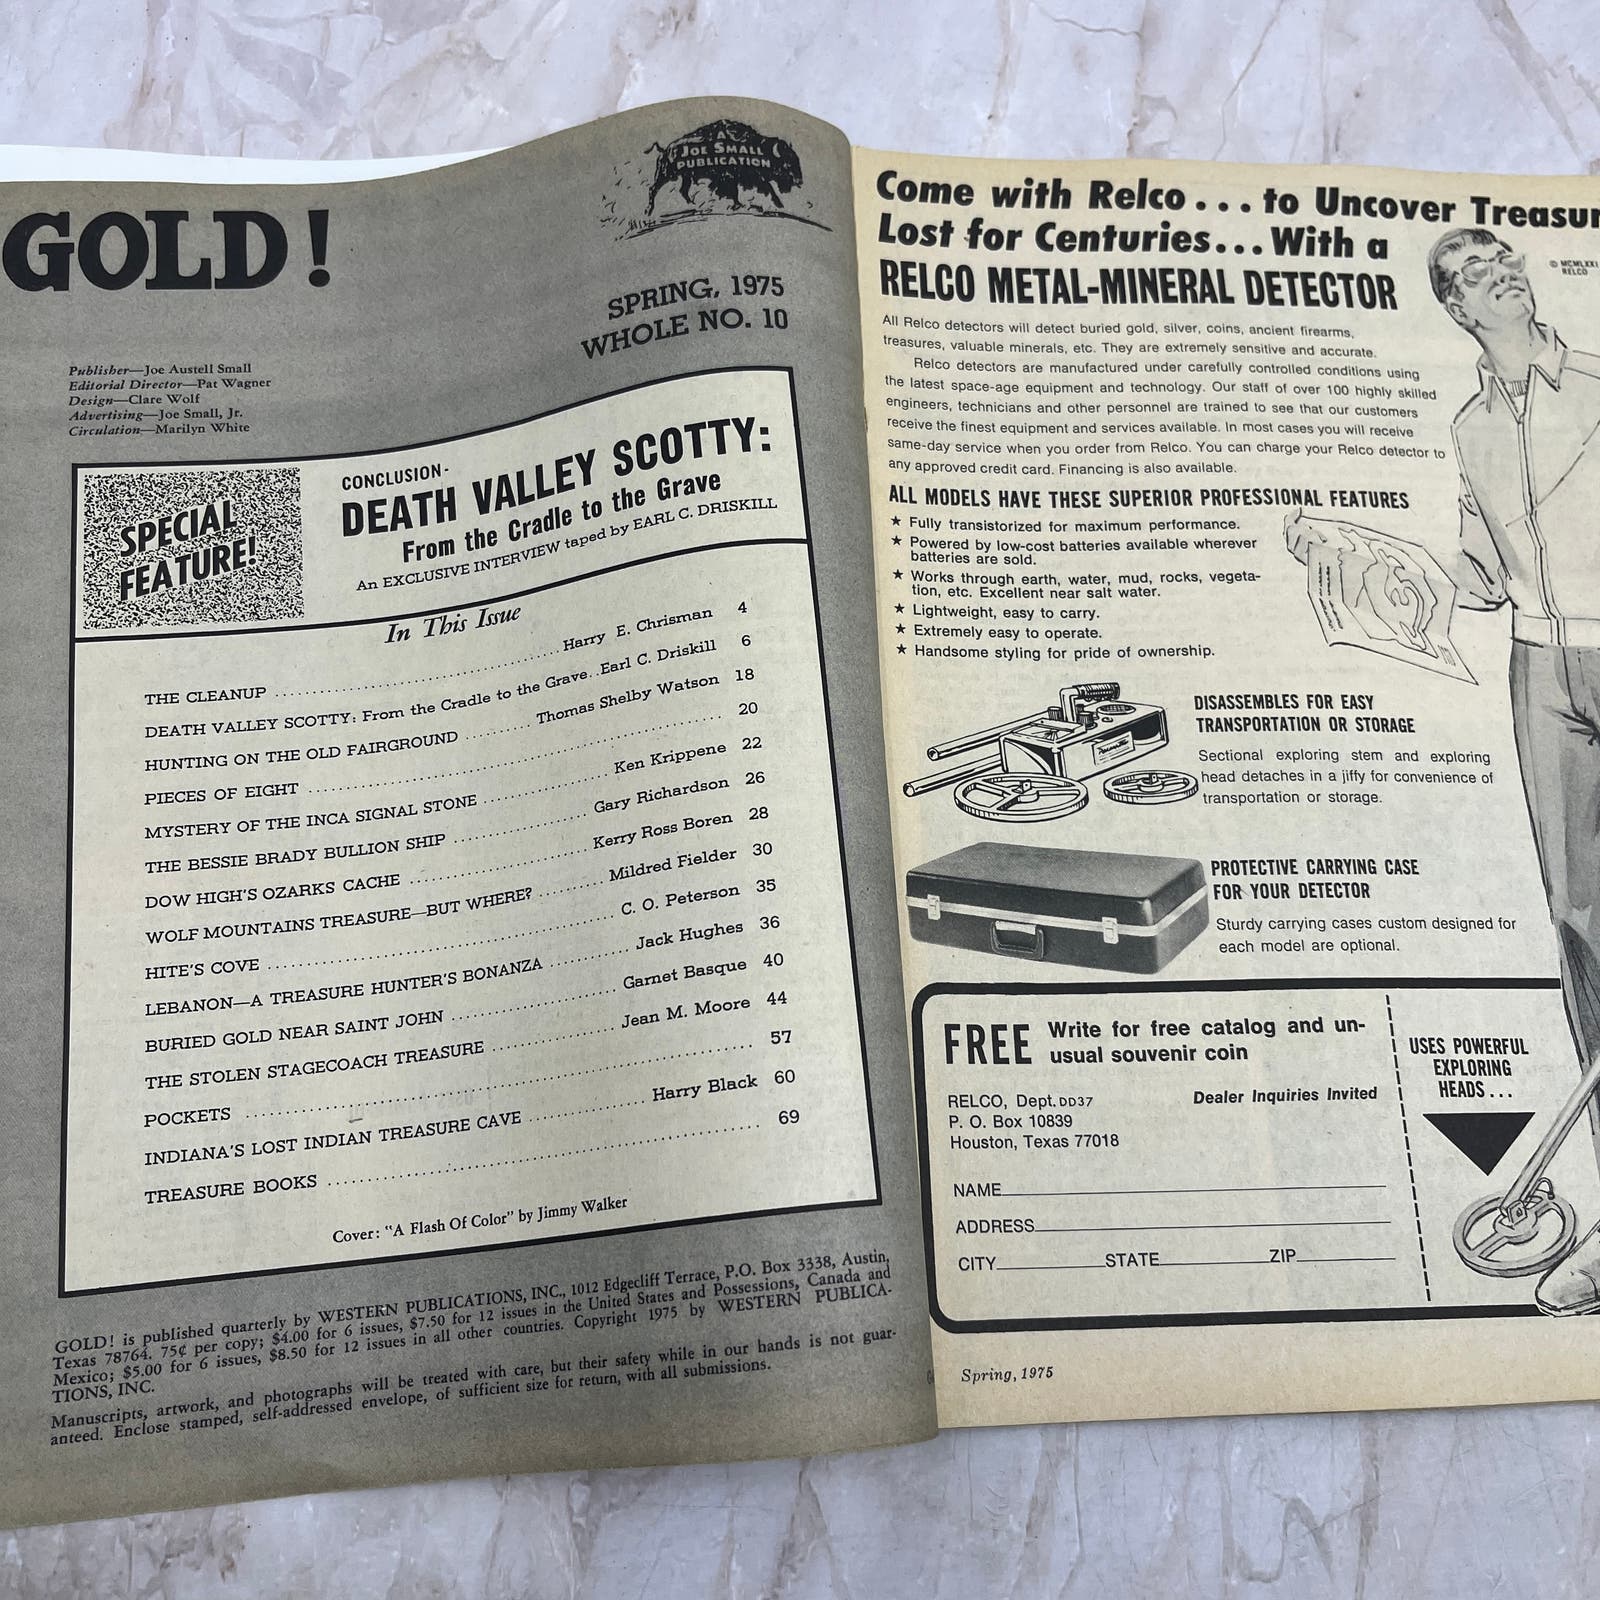 GOLD!
A
JOE SMALL
PUBLICATION
SPRING, 1975
WHOLE NO. 10
Publisher—Joe Austell Small
Editorial Director—Pat Wagner
Design—Clare Wolf
Advertising—Joe Small, Jr.
Circulation—Marilyn White
SPECIAL
FEATURE!
CONCLUSION-
DEATH VALLEY SCOTTY:
From the Cradle to the Grave
An EXCLUSIVE INTERVIEW taped by EARL C. DRISKILL
In This Issue
THE CLEANUP ........ Harry E. Chrisman 4
DEATH VALLEY SCOTTY: From the Cradle to the Grave..Earl C. Driskill 6
HUNTING ON THE OLD FAIRGROUND ........ Thomas Shelby Watson 18
PIECES OF EIGHT ........ 20
MYSTERY OF THE INCA SIGNAL STONE ........ Ken Krippene 22
THE BESSIE BRADY BULLION SHIP ........ Gary Richardson 26
DOW HIGH'S OZARKS CACHE ........ Kerry Ross Boren 28
WOLF MOUNTAINS TREASURE—BUT WHERE? ........ Mildred Fielder 30
HITE'S COVE ........ C. O. Peterson 35
LEBANON—A TREASURE HUNTER'S BONANZA ........ Jack Hughes 36
BURIED GOLD NEAR SAINT JOHN ........ Garnet Basque 40
THE STOLEN STAGECOACH TREASURE ........ Jean M. Moore 44
POCKETS ........ 57
INDIANA'S LOST INDIAN TREASURE CAVE ........ Harry Black 60
TREASURE BOOKS ........ 69
Cover: "A Flash Of Color" by Jimmy Walker
GOLD! is published quarterly by WESTERN PUBLICATIONS, INC., 1012 Edgecliff Terrace, P.O. Box 3338, Austin,
Texas 78764. 75¢ per copy; $4.00 for 6 issues, $7.50 for 12 issues in the United States and Possessions, Canada and
Mexico; $5.00 for 6 issues, $8.50 for 12 issues in all other countries. Copyright 1975 by WESTERN PUBLICA-
TIONS, INC.
Manuscripts, artwork, and photographs will be treated with care, but their safety while in our hands is not guar-
anteed. Enclose stamped, self-addressed envelope, of sufficient size for return, with all submissions.
Come with Relco . . . to Uncover Treasur
Lost for Centuries...With a
RELCO METAL-MINERAL DETECTOR
© MCMLXXI
RELCO
All Relco detectors will detect buried gold, silver, coins, ancient firearms,
treasures, valuable minerals, etc. They are extremely sensitive and accurate.
Relco detectors are manufactured under carefully controlled conditions using
the latest space-age equipment and technology. Our staff of over 100 highly skilled
engineers, technicians and other personnel are trained to see that our customers
receive the finest equipment and services available. In most cases you will receive
same-day service when you order from Relco. You can charge your Relco detector to
any approved credit card. Financing is also available.
ALL MODELS HAVE THESE SUPERIOR PROFESSIONAL FEATURES
★ Fully transistorized for maximum performance.
★ Powered by low-cost batteries available wherever
batteries are sold.
★ Works through earth, water, mud, rocks, vegeta-
tion, etc. Excellent near salt water.
★ Lightweight, easy to carry.
★ Extremely easy to operate.
★ Handsome styling for pride of ownership.
DISASSEMBLES FOR EASY
TRANSPORTATION OR STORAGE
Sectional exploring stem and exploring
head detaches in a jiffy for convenience of
transportation or storage.
PROTECTIVE CARRYING CASE
FOR YOUR DETECTOR
Sturdy carrying cases custom designed for
each model are optional.
FREE Write for free catalog and un-
usual souvenir coin
RELCO, Dept. DD37 Dealer Inquiries Invited
P. O. Box 10839
Houston, Texas 77018
NAME
ADDRESS
CITY STATE ZIP
USES POWERFUL
EXPLORING
HEADS...
Spring, 1975